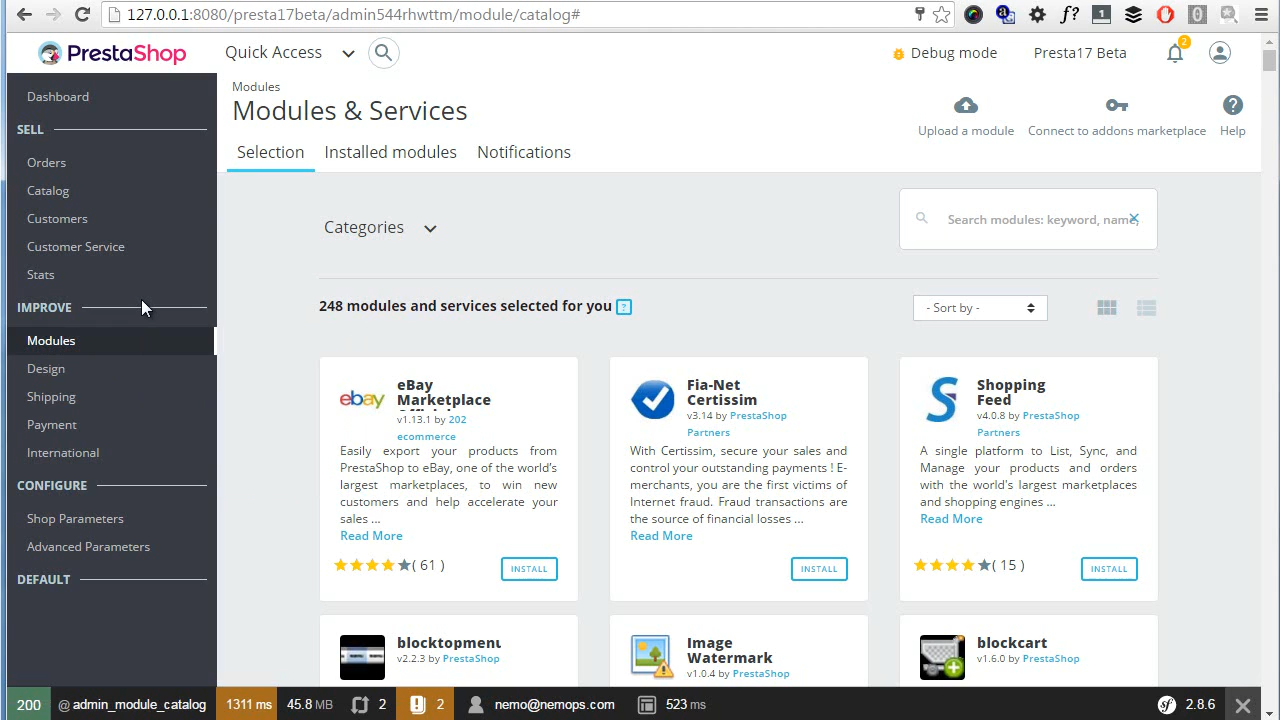 127.0.0.1:8080/presta17beta/admin544rhwttm/module/catalog#
PrestaShop
Quick Access
Debug mode
Presta17 Beta
2
Dashboard
SELL
Orders
Catalog
Customers
Customer Service
Stats
IMPROVE
Modules
Design
Shipping
Payment
International
CONFIGURE
Shop Parameters
Advanced Parameters
DEFAULT
Modules
Modules & Services
Upload a module
Connect to addons marketplace
Help
Selection
Installed modules
Notifications
Categories
Search modules: keyword, name,
248 modules and services selected for you ?
- Sort by -
eBay
Marketplace
v1.13.1 by 202
ecommerce
Easily export your products from
PrestaShop to eBay, one of the world's
largest marketplaces, to win new
customers and help accelerate your
sales ...
Read More
( 61 )
INSTALL
Fia-Net
Certissim
v3.14 by PrestaShop
Partners
With Certissim, secure your sales and
control your outstanding payments ! E-
merchants, you are the first victims of
Internet fraud. Fraud transactions are
the source of financial losses ...
Read More
INSTALL
Shopping
Feed
v4.0.8 by PrestaShop
Partners
A single platform to List, Sync, and
Manage your products and orders
with the world's largest marketplaces
and shopping engines ...
Read More
( 15 )
INSTALL
blocktopmenu
v2.2.3 by PrestaShop
Image
Watermark
v1.0.4 by PrestaShop
blockcart
v1.6.0 by PrestaShop
200
@ admin_module_catalog
1311 ms
45.8 MB
2
2
nemo@nemops.com
523 ms
sf 2.8.6